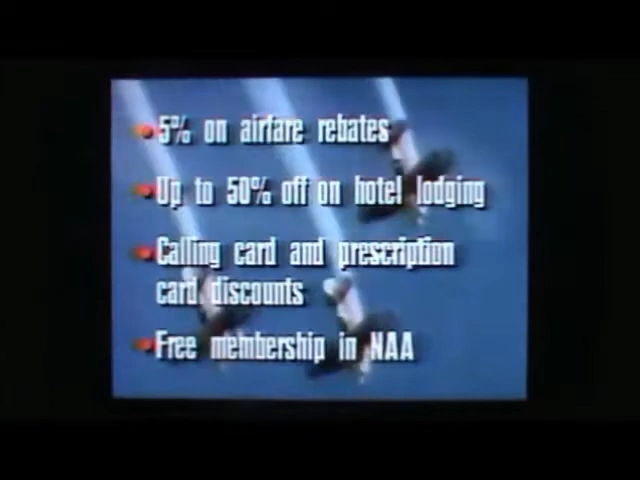 5% on airfare rebates
Up to 50% off on hotel lodging
Calling card and prescription
card discounts
Free membership in NAA